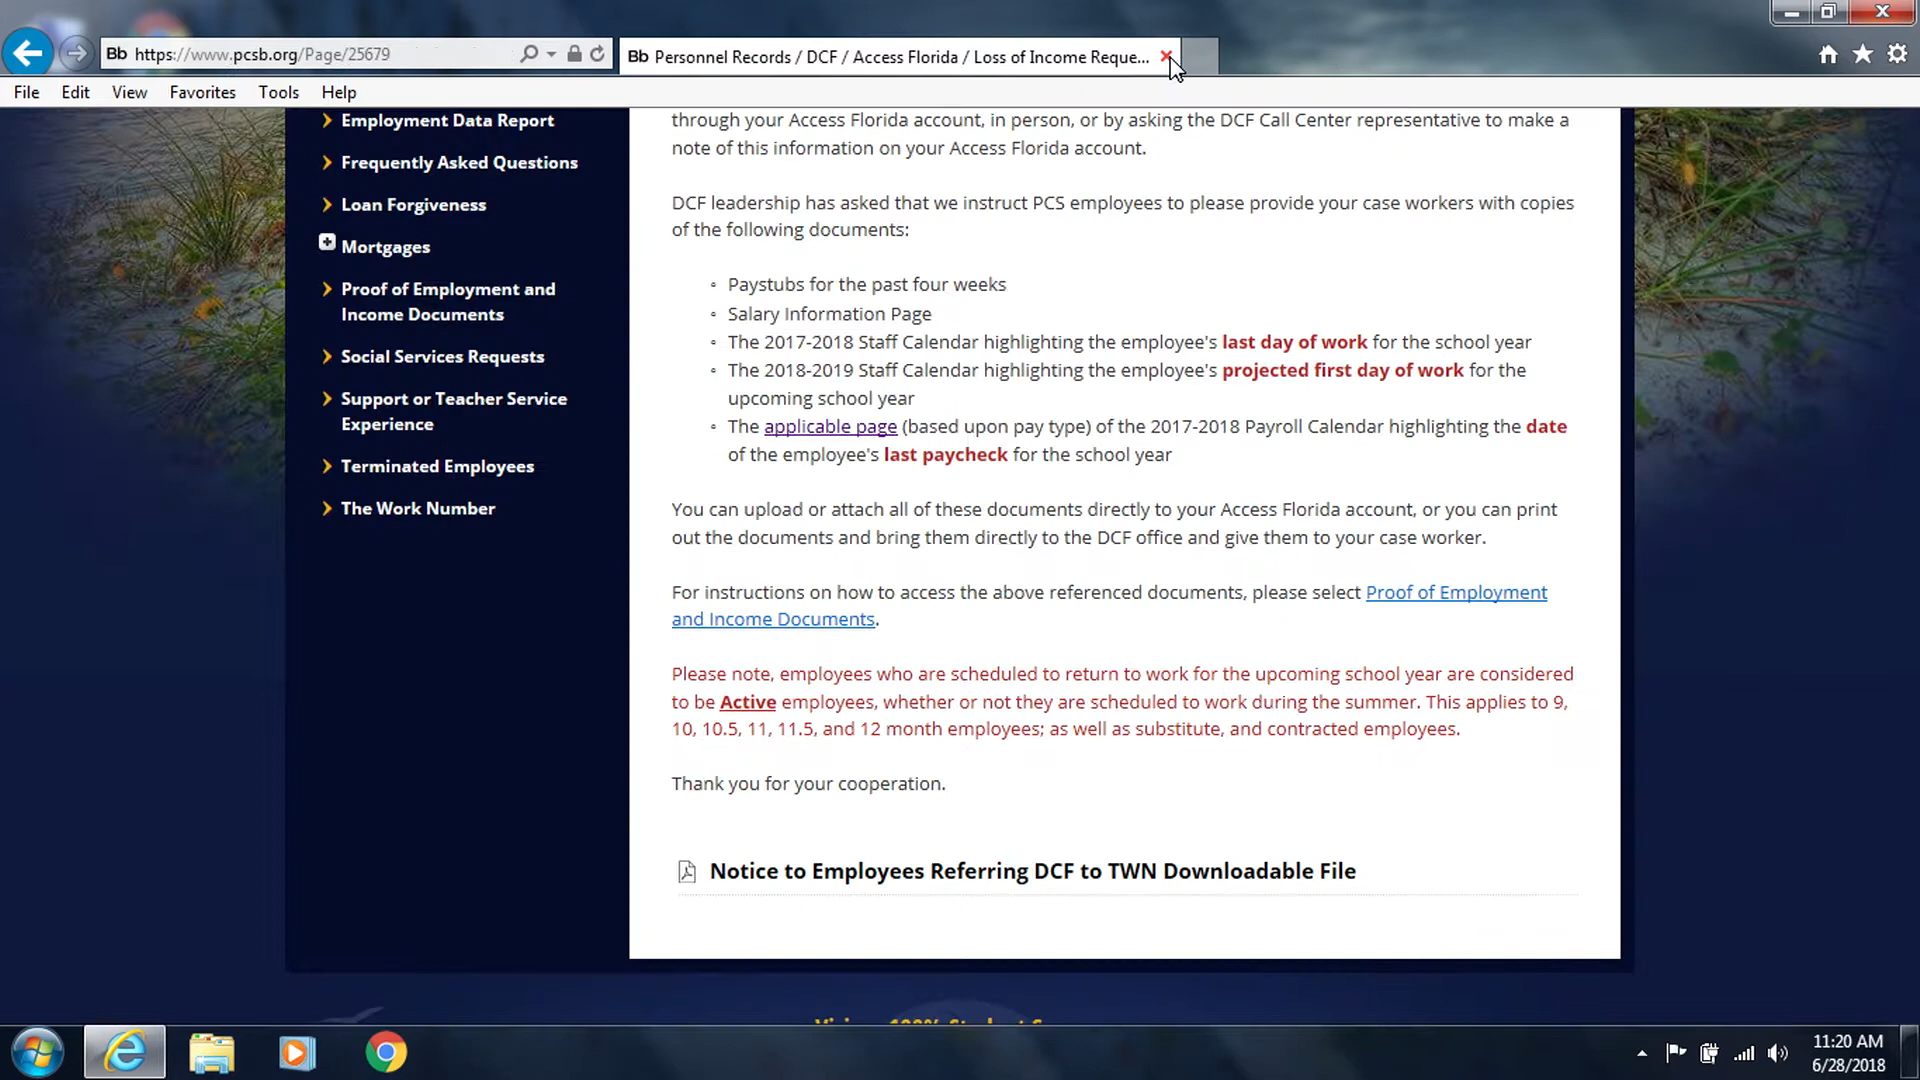 https://www.pcsb.org/Page/25679
Bb Personnel Records / DCF / Access Florida / Loss of Income Reque...
File Edit View Favorites Tools Help
Employment Data Report
Frequently Asked Questions
Loan Forgiveness
Mortgages
Proof of Employment and
Income Documents
Social Services Requests
Support or Teacher Service
Experience
Terminated Employees
The Work Number
through your Access Florida account, in person, or by asking the DCF Call Center representative to make a
note of this information on your Access Florida account.
DCF leadership has asked that we instruct PCS employees to please provide your case workers with copies
of the following documents:
Paystubs for the past four weeks
Salary Information Page
The 2017-2018 Staff Calendar highlighting the employee's last day of work for the school year
The 2018-2019 Staff Calendar highlighting the employee's projected first day of work for the
upcoming school year
The applicable page (based upon pay type) of the 2017-2018 Payroll Calendar highlighting the date
of the employee's last paycheck for the school year
You can upload or attach all of these documents directly to your Access Florida account, or you can print
out the documents and bring them directly to the DCF office and give them to your case worker.
For instructions on how to access the above referenced documents, please select Proof of Employment
and Income Documents.
Please note, employees who are scheduled to return to work for the upcoming school year are considered
to be Active employees, whether or not they are scheduled to work during the summer. This applies to 9,
10, 10.5, 11, 11.5, and 12 month employees; as well as substitute, and contracted employees.
Thank you for your cooperation.
Notice to Employees Referring DCF to TWN Downloadable File
11:20 AM
6/28/2018